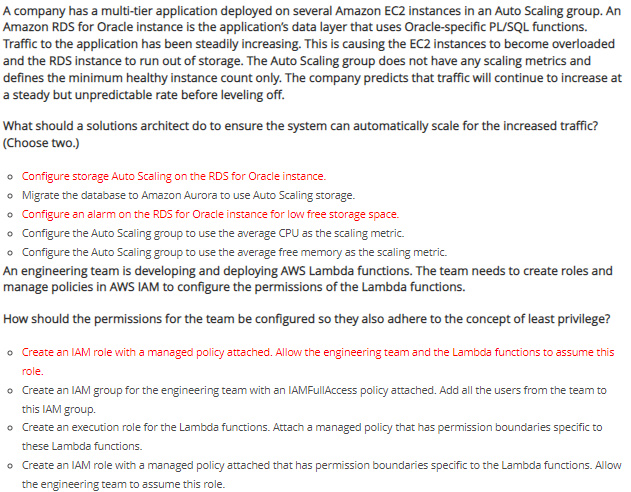 A company has a multi-tier application deployed on several Amazon EC2 instances in an Auto Scaling group. An
Amazon RDS for Oracle instance is the application's data layer that uses Oracle-specific PL/SQL functions.
Traffic to the application has been steadily increasing. This is causing the EC2 instances to become overloaded
and the RDS instance to run out of storage. The Auto Scaling group does not have any scaling metrics and
defines the minimum healthy instance count only. The company predicts that traffic will continue to increase at
a steady but unpredictable rate before leveling off.
What should a solutions architect do to ensure the system can automatically scale for the increased traffic?
(Choose two.)
Configure storage Auto Scaling on the RDS for Oracle instance.
Migrate the database to Amazon Aurora to use Auto Scaling storage.
Configure an alarm on the RDS for Oracle instance for low free storage space.
Configure the Auto Scaling group to use the average CPU as the scaling metric.
Configure the Auto Scaling group to use the average free memory as the scaling metric.
An engineering team is developing and deploying AWS Lambda functions. The team needs to create roles and
manage policies in AWS IAM to configure the permissions of the Lambda functions.
How should the permissions for the team be configured so they also adhere to the concept of least privilege?
Create an IAM role with a managed policy attached. Allow the engineering team and the Lambda functions to assume this
role.
Create an IAM group for the engineering team with an IAMFullAccess policy attached. Add all the users from the team to
this IAM group.
Create an execution role for the Lambda functions. Attach a managed policy that has permission boundaries specific to
these Lambda functions.
Create an IAM role with a managed policy attached that has permission boundaries specific to the Lambda functions. Allow
the engineering team to assume this role.